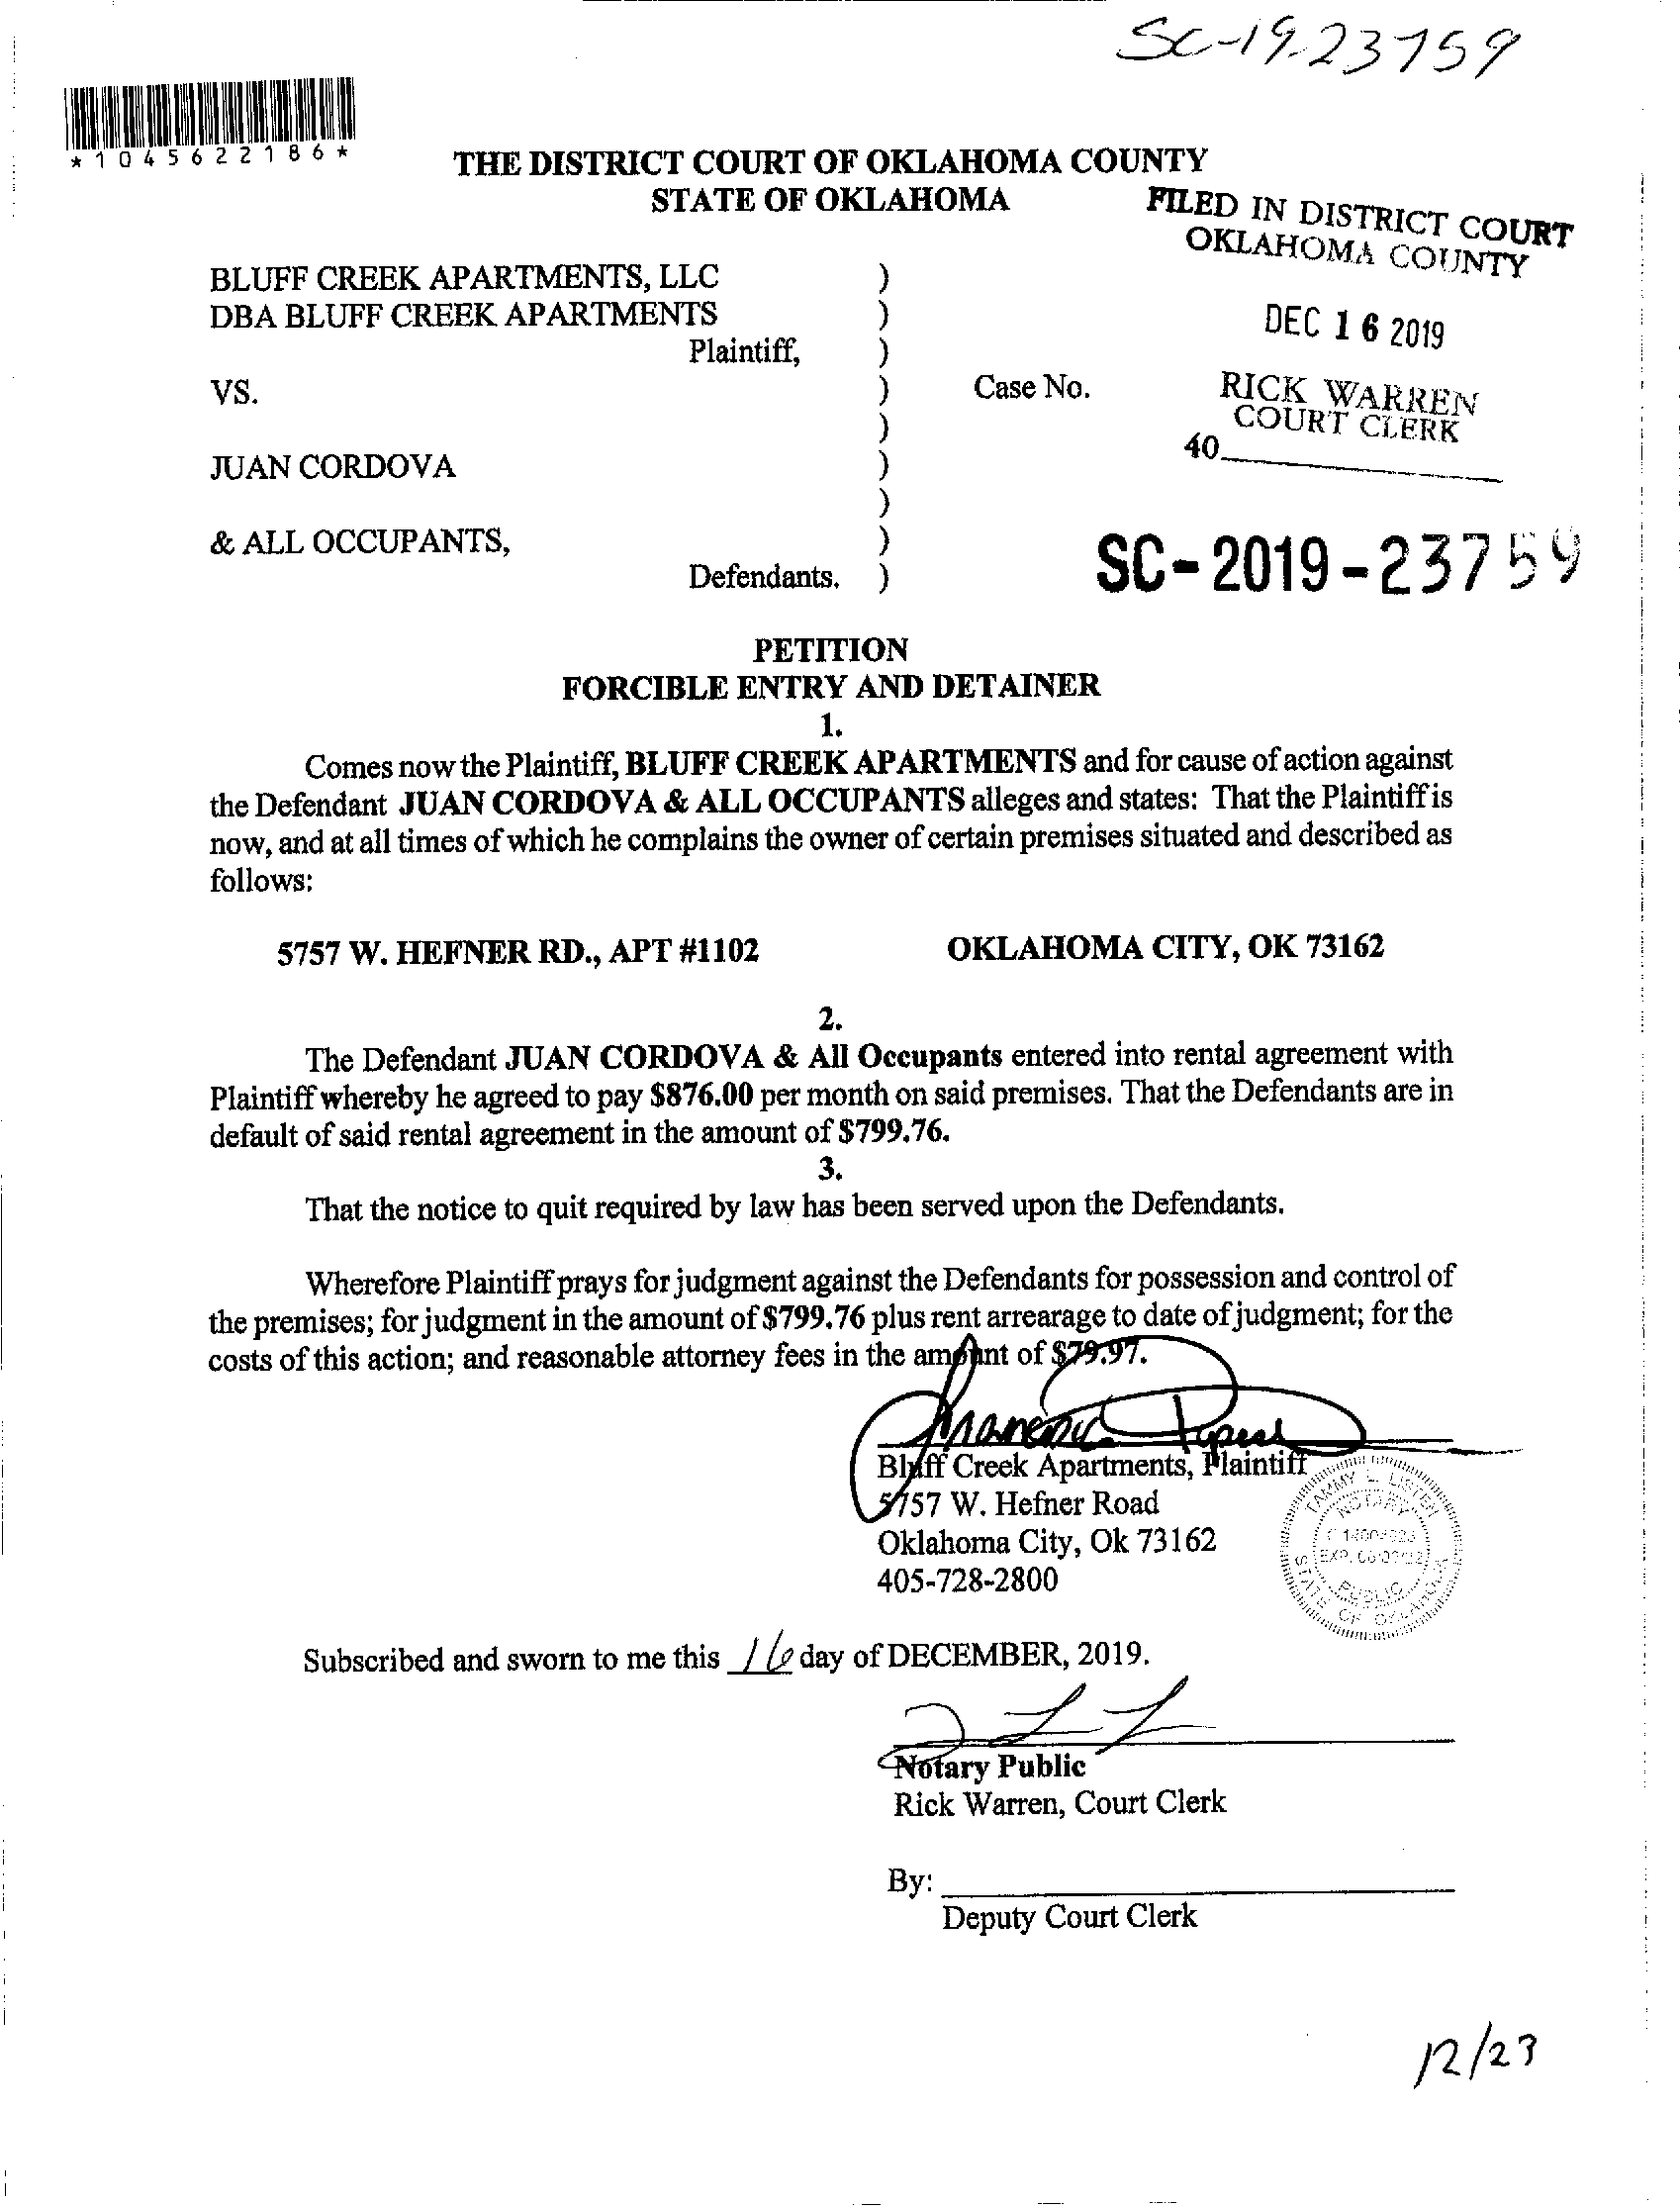 SC-19-23759
*1045622186*
THE DISTRICT COURT OF OKLAHOMA COUNTY
STATE OF OKLAHOMA
FILED IN DISTRICT COURT
OKLAHOMA COUNTY
DEC 16 2019
RICK WARREN
COURT CLERK
40
BLUFF CREEK APARTMENTS, LLC )
DBA BLUFF CREEK APARTMENTS )
Plaintiff, )
VS. ) Case No.
)
JUAN CORDOVA )
)
& ALL OCCUPANTS, )
Defendants. )
SC-2019-23759
PETITION
FORCIBLE ENTRY AND DETAINER
1.
Comes now the Plaintiff, BLUFF CREEK APARTMENTS and for cause of action against
the Defendant JUAN CORDOVA & ALL OCCUPANTS alleges and states: That the Plaintiff is
now, and at all times of which he complains the owner of certain premises situated and described as
follows:
5757 W. HEFNER RD., APT #1102 OKLAHOMA CITY, OK 73162
2.
The Defendant JUAN CORDOVA & All Occupants entered into rental agreement with
Plaintiff whereby he agreed to pay $876.00 per month on said premises. That the Defendants are in
default of said rental agreement in the amount of $799.76.
3.
That the notice to quit required by law has been served upon the Defendants.
Wherefore Plaintiff prays for judgment against the Defendants for possession and control of
the premises; for judgment in the amount of $799.76 plus rent arrearage to date of judgment; for the
costs of this action; and reasonable attorney fees in the amount of $79.97.
Bluff Creek Apartments, Plaintiff
5757 W. Hefner Road
Oklahoma City, Ok 73162
405-728-2800
TAMMY L. LISTEN
NOTARY
PUBLIC
STATE OF OKLAHOMA
Subscribed and sworn to me this 16 day of DECEMBER, 2019.
Notary Public
Rick Warren, Court Clerk
By:
Deputy Court Clerk
12/23